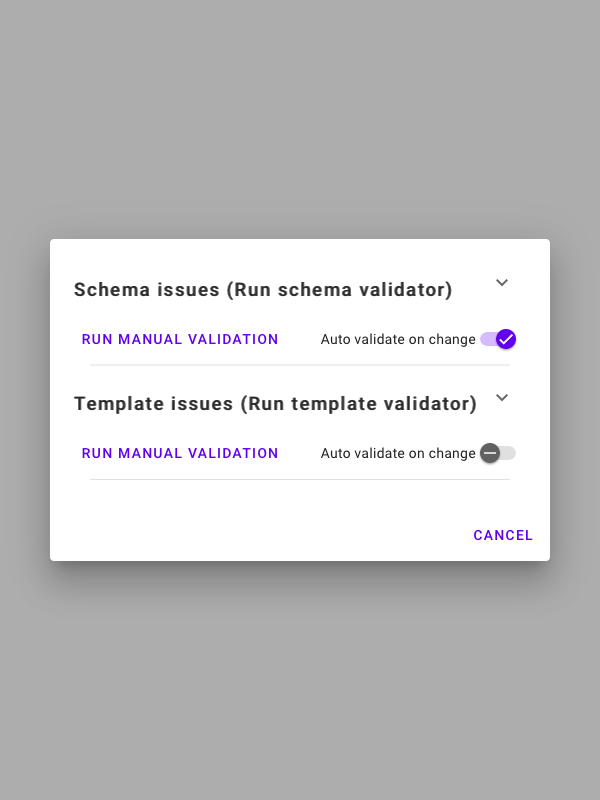 Schema issues (Run schema validator)
RUN MANUAL VALIDATION Auto validate on change
Template issues (Run template validator)
RUN MANUAL VALIDATION Auto validate on change
CANCEL